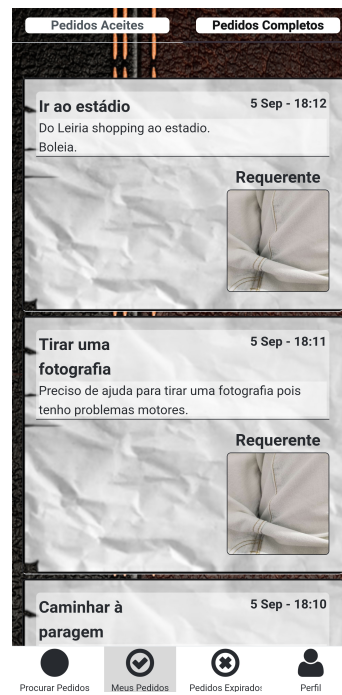 Pedidos Aceites
Pedidos Completos
Ir ao estádio
5 Sep - 18:12
Do Leiria shopping ao estadio.
Boleia.
Requerente
Tirar uma
fotografia
5 Sep - 18:11
Preciso de ajuda para tirar uma fotografia pois
tenho problemas motores.
Requerente
Caminhar à
paragem
5 Sep - 18:10
Procurar Pedidos
Meus Pedidos
Pedidos Expirados
Perfil